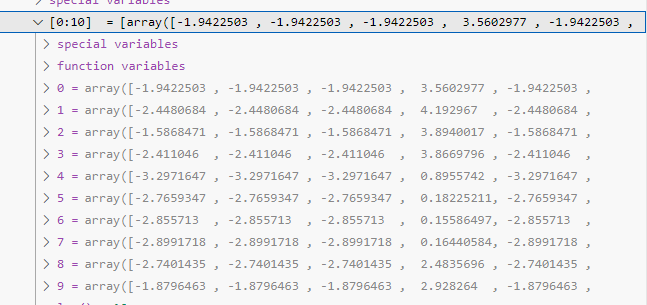 special variables
[0:10] = [array([-1.9422503 , -1.9422503 , -1.9422503 , 3.5602977 , -1.9422503 ,
special variables
function variables
0 = array([-1.9422503 , -1.9422503 , -1.9422503 , 3.5602977 , -1.9422503 ,
1 = array([-2.4480684 , -2.4480684 , -2.4480684 , 4.192967 , -2.4480684 ,
2 = array([-1.5868471 , -1.5868471 , -1.5868471 , 3.8940017 , -1.5868471 ,
3 = array([-2.411046 , -2.411046 , -2.411046 , 3.8669796 , -2.411046 ,
4 = array([-3.2971647 , -3.2971647 , -3.2971647 , 0.8955742 , -3.2971647 ,
5 = array([-2.7659347 , -2.7659347 , -2.7659347 , 0.18225211, -2.7659347 ,
6 = array([-2.855713 , -2.855713 , -2.855713 , 0.15586497, -2.855713 ,
7 = array([-2.8991718 , -2.8991718 , -2.8991718 , 0.16440584, -2.8991718 ,
8 = array([-2.7401435 , -2.7401435 , -2.7401435 , 2.4835696 , -2.7401435 ,
9 = array([-1.8796463 , -1.8796463 , -1.8796463 , 2.928264 , -1.8796463 ,